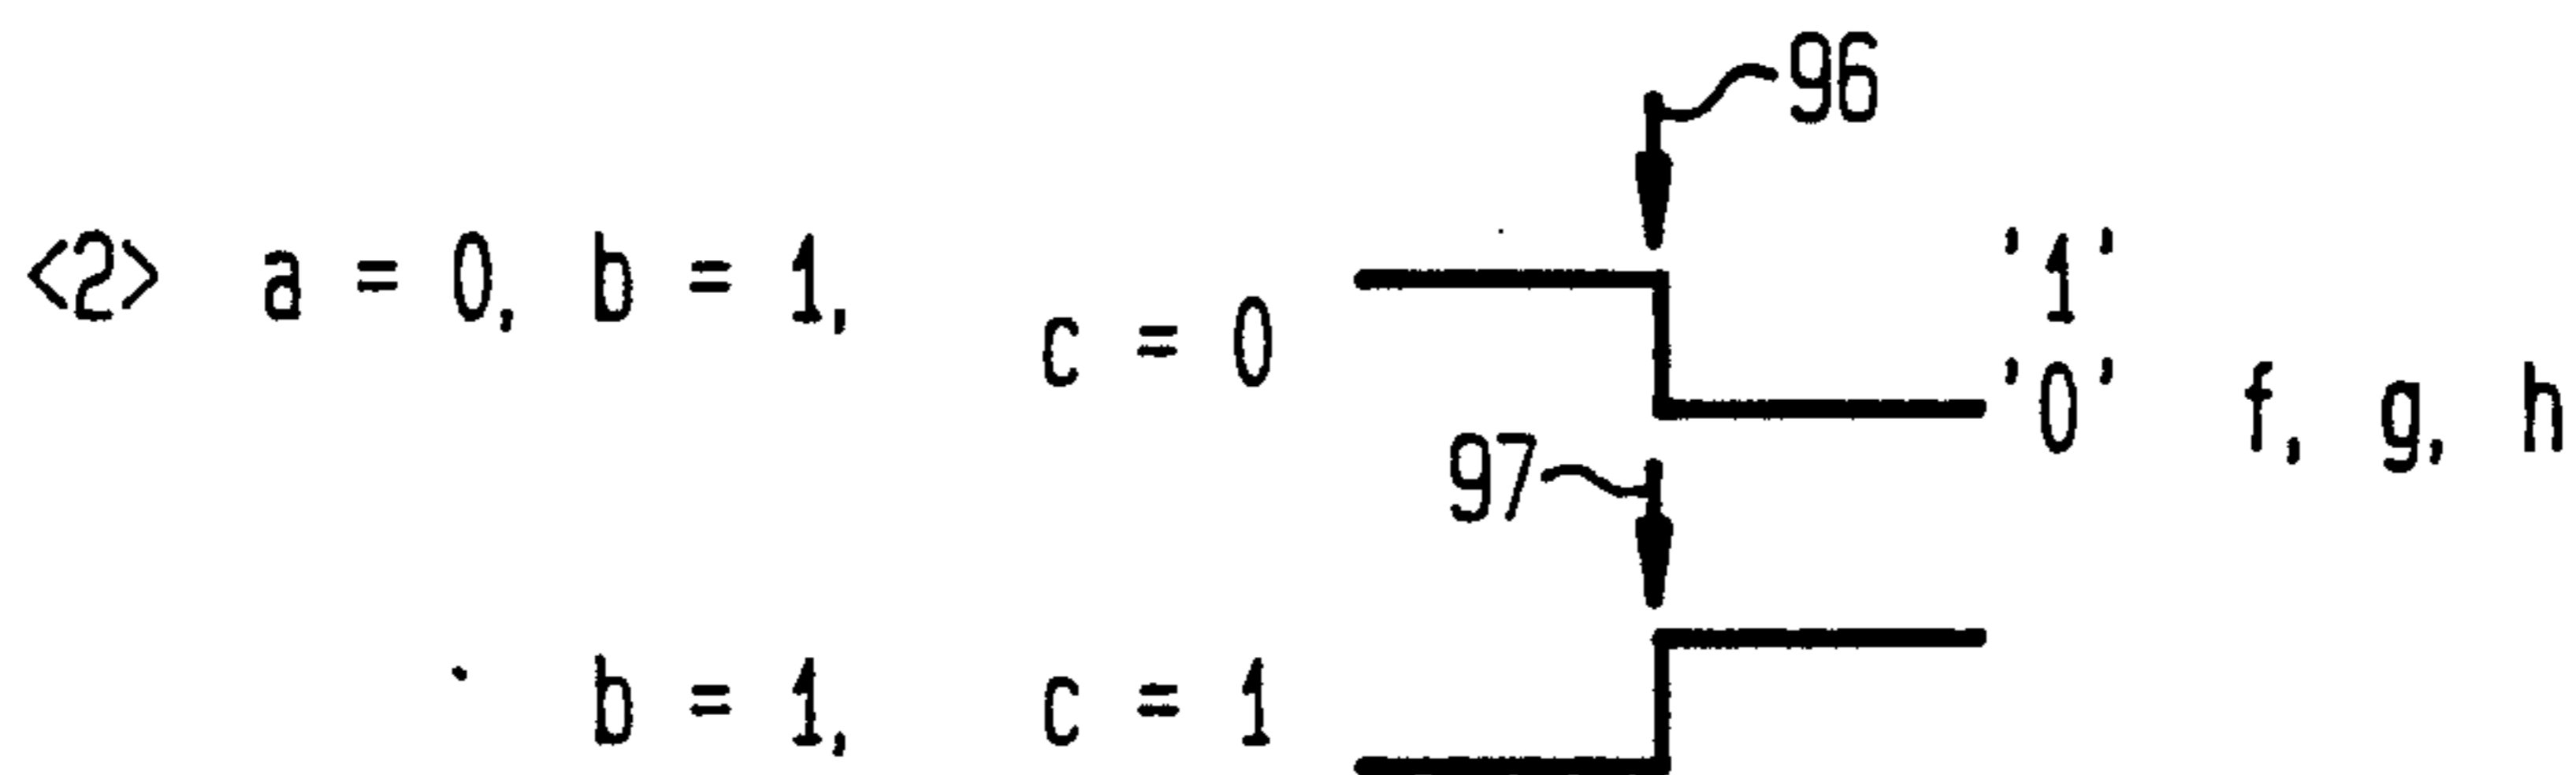 96
<2> a = 0, b = 1, c = 0 '1'
'0' f, g, h
97
b = 1, c = 1